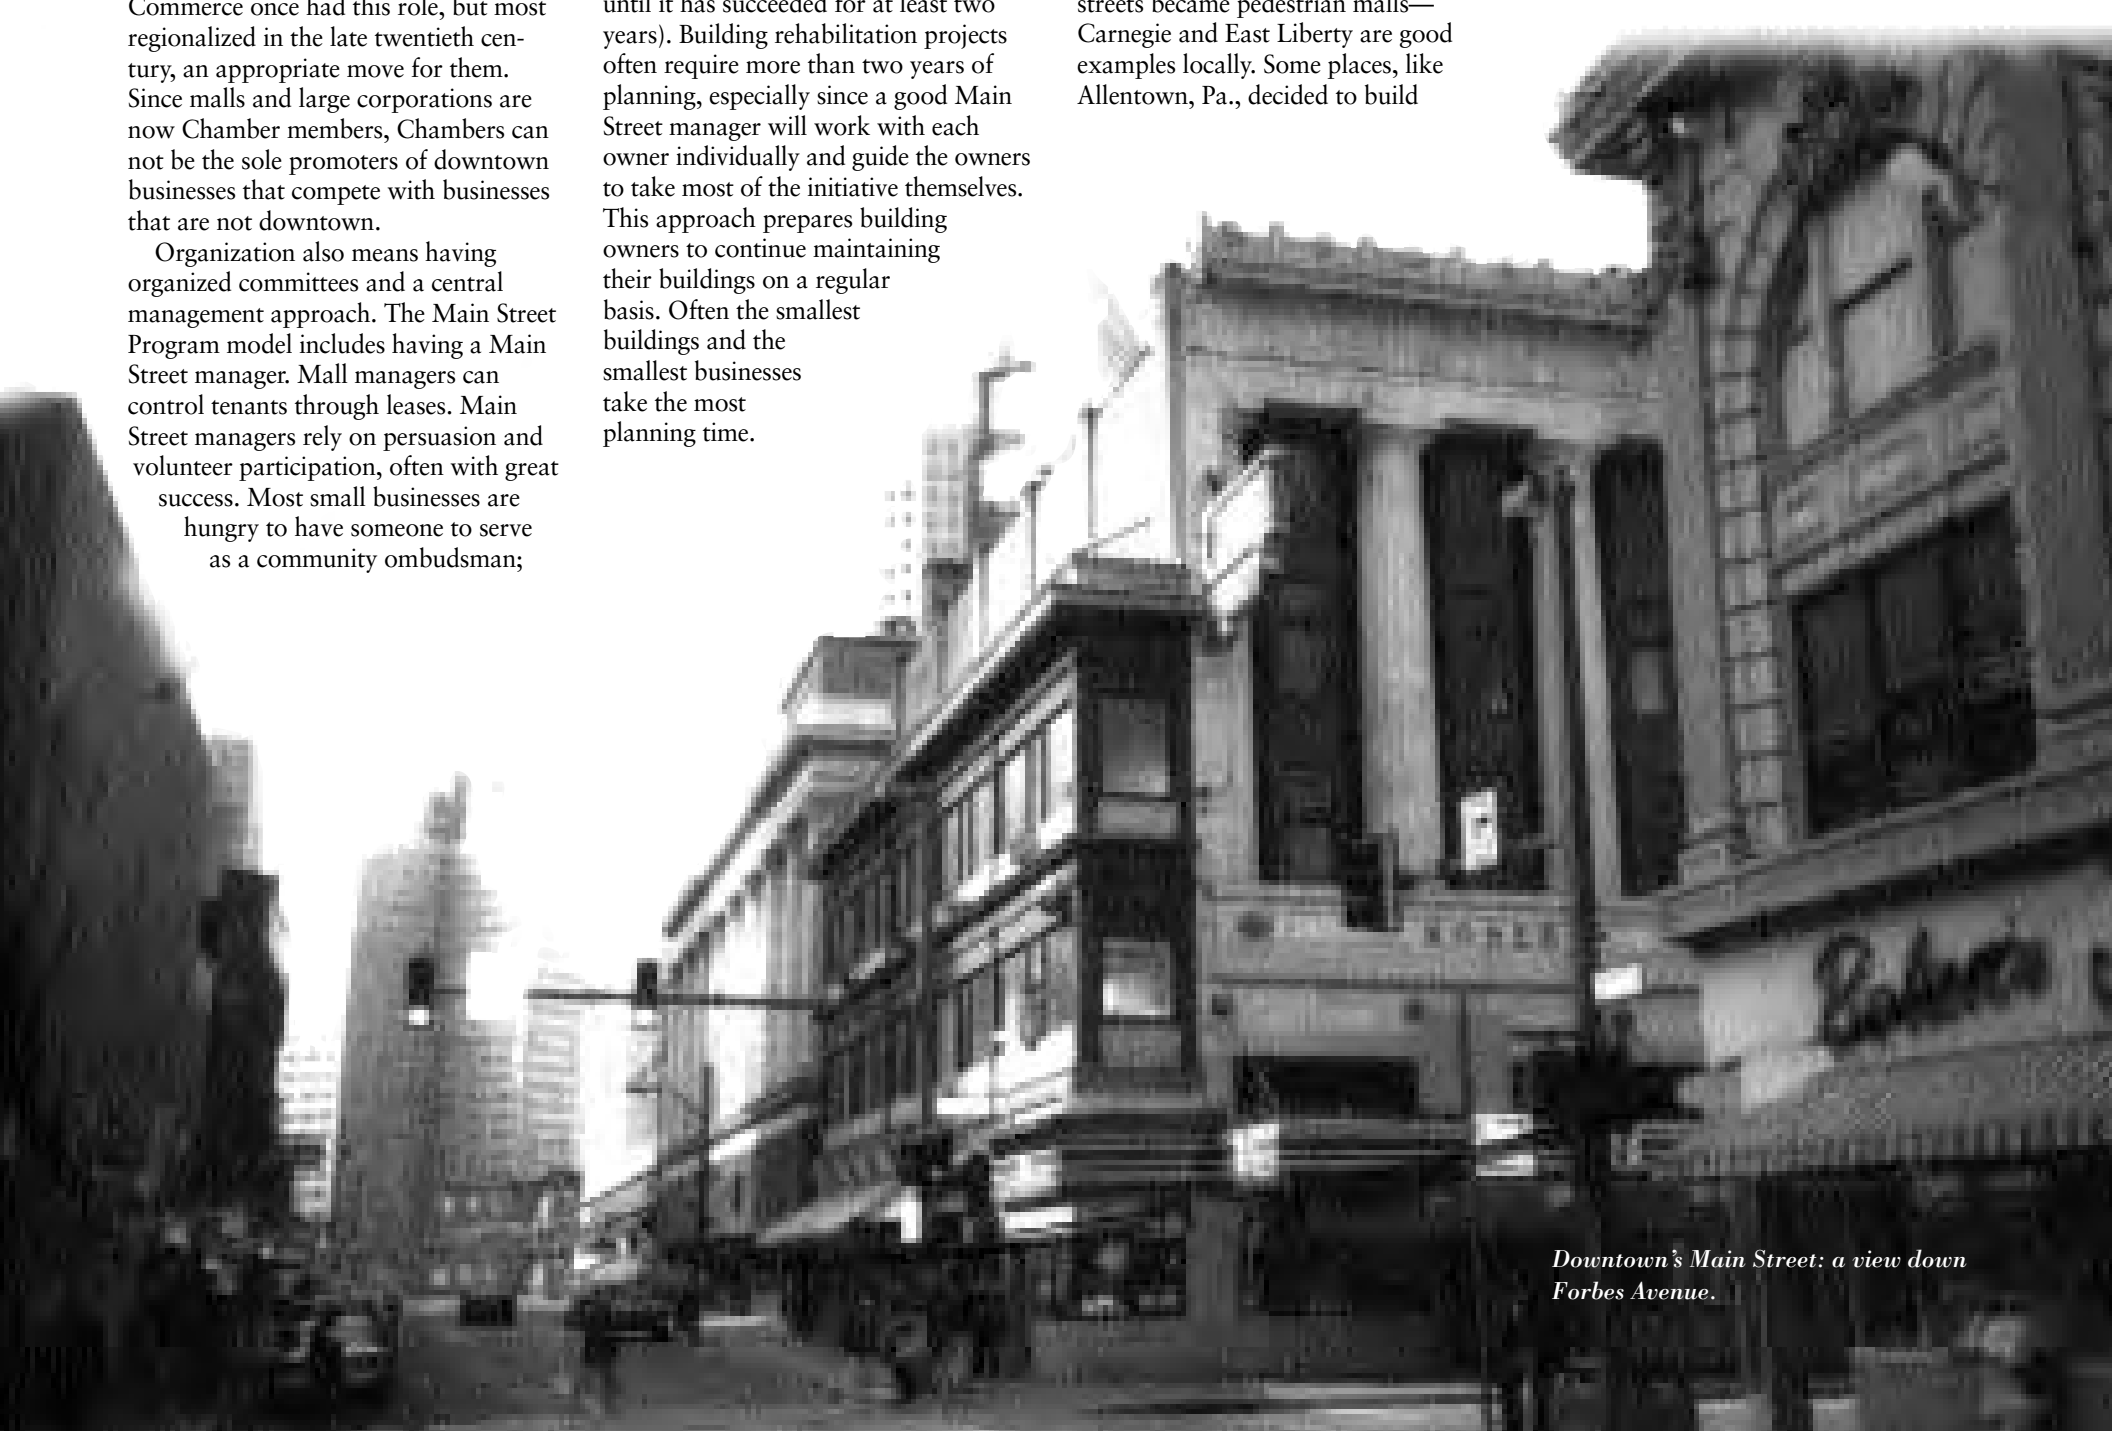 Commerce once had this role, but most
regionalized in the late twentieth cen-
tury, an appropriate move for them.
Since malls and large corporations are
now Chamber members, Chambers can
not be the sole promoters of downtown
businesses that compete with businesses
that are not downtown.
Organization also means having
organized committees and a central
management approach. The Main Street
Program model includes having a Main
Street manager. Mall managers can
control tenants through leases. Main
Street managers rely on persuasion and
volunteer participation, often with great
success. Most small businesses are
hungry to have someone to serve
as a community ombudsman;
until it has succeeded for at least two
years). Building rehabilitation projects
often require more than two years of
planning, especially since a good Main
Street manager will work with each
owner individually and guide the owners
to take most of the initiative themselves.
This approach prepares building
owners to continue maintaining
their buildings on a regular
basis. Often the smallest
buildings and the
smallest businesses
take the most
planning time.
streets became pedestrian malls—
Carnegie and East Liberty are good
examples locally. Some places, like
Allentown, Pa., decided to build
Downtown’s Main Street: a view down
Forbes Avenue.